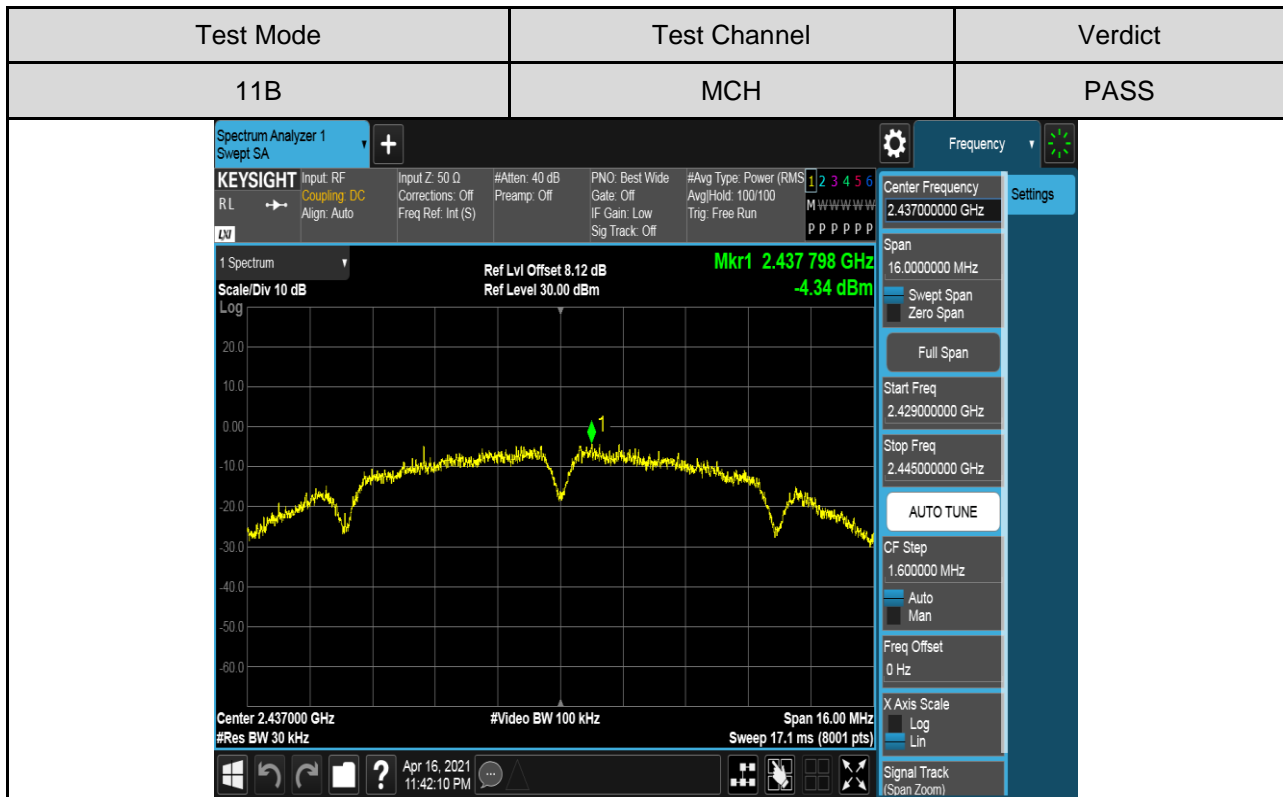 Test Mode Test Channel Verdict
11B MCH PASS
Spectrum Analyzer 1
Swept SA
+
Frequency
KEYSIGHT Input: RF Input Z: 50 Ω #Atten: 40 dB PNO: Best Wide #Avg Type: Power (RMS 1 2 3 4 5 6
RL Coupling: DC Corrections: Off Preamp: Off Gate: Off Avg|Hold: 100/100 M W W W W W
Align: Auto Freq Ref: Int (S) IF Gain: Low Trig: Free Run
LXI Sig Track: Off P P P P P P
1 Spectrum Ref Lvl Offset 8.12 dB Mkr1 2.437 798 GHz
Scale/Div 10 dB Ref Level 30.00 dBm -4.34 dBm
Log
20.0
10.0
0.00
-10.0
-20.0
-30.0
-40.0
-50.0
-60.0
1
Center 2.437000 GHz #Video BW 100 kHz Span 16.00 MHz
#Res BW 30 kHz Sweep 17.1 ms (8001 pts)
Center Frequency
2.437000000 GHz
Settings
Span
16.0000000 MHz
Swept Span
Zero Span
Full Span
Start Freq
2.429000000 GHz
Stop Freq
2.445000000 GHz
AUTO TUNE
CF Step
1.600000 MHz
Auto
Man
Freq Offset
0 Hz
X Axis Scale
Log
Lin
Signal Track
(Span Zoom)
?
Apr 16, 2021
11:42:10 PM